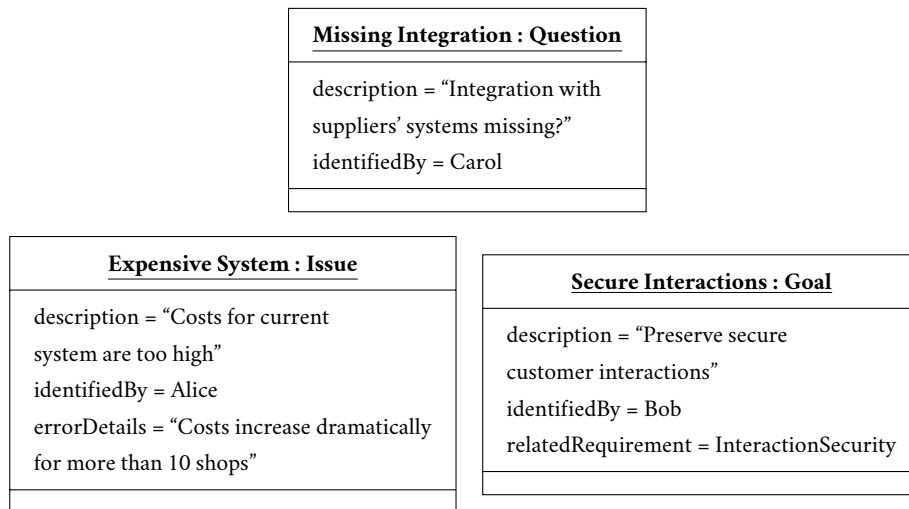 Missing Integration : Question
description = “Integration with
suppliers’ systems missing?”
identifiedBy = Carol
Expensive System : Issue
description = “Costs for current
system are too high”
identifiedBy = Alice
errorDetails = “Costs increase dramatically
for more than 10 shops”
Secure Interactions : Goal
description = “Preserve secure
customer interactions”
identifiedBy = Bob
relatedRequirement = InteractionSecurity